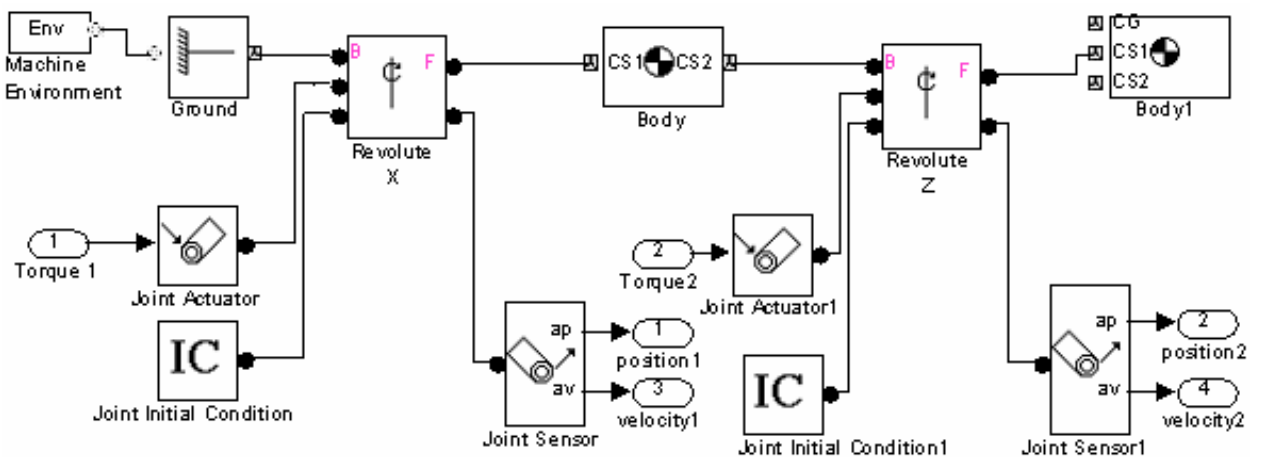 Env
Machine
Environment
Ground
B
F
Revolute
X
CS1 CS2
Body
B
F
Revolute
Z
CG
CS1
CS2
Body1
1
Torque 1
Joint Actuator
IC
Joint Initial Condition
ap
av
Joint Sensor
1
position1
3
velocity1
2
Torque2
Joint Actuator1
IC
Joint Initial Condition1
ap
av
Joint Sensor1
2
position2
4
velocity2